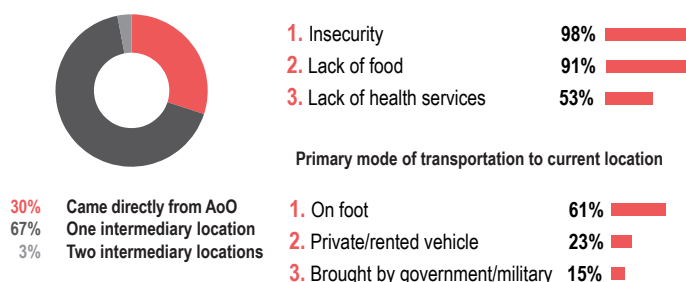 1. Insecurity 98%
2. Lack of food 91%
3. Lack of health services 53%
Primary mode of transportation to current location
30% Came directly from AoO
67% One intermediary location
3% Two intermediary locations
1. On foot 61%
2. Private/rented vehicle 23%
3. Brought by government/military 15%